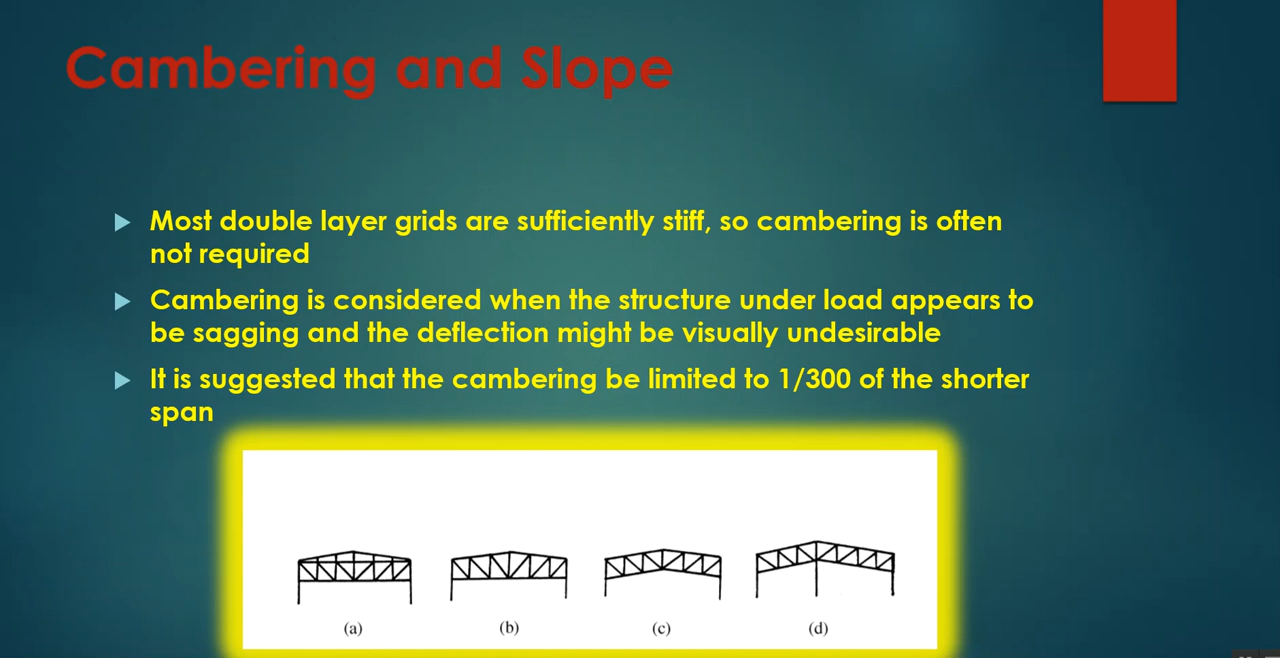 Cambering and Slope
Most double layer grids are sufficiently stiff, so cambering is often
not required
Cambering is considered when the structure under load appears to
be sagging and the deflection might be visually undesirable
It is suggested that the cambering be limited to 1/300 of the shorter
span
(a) (b) (c) (d)